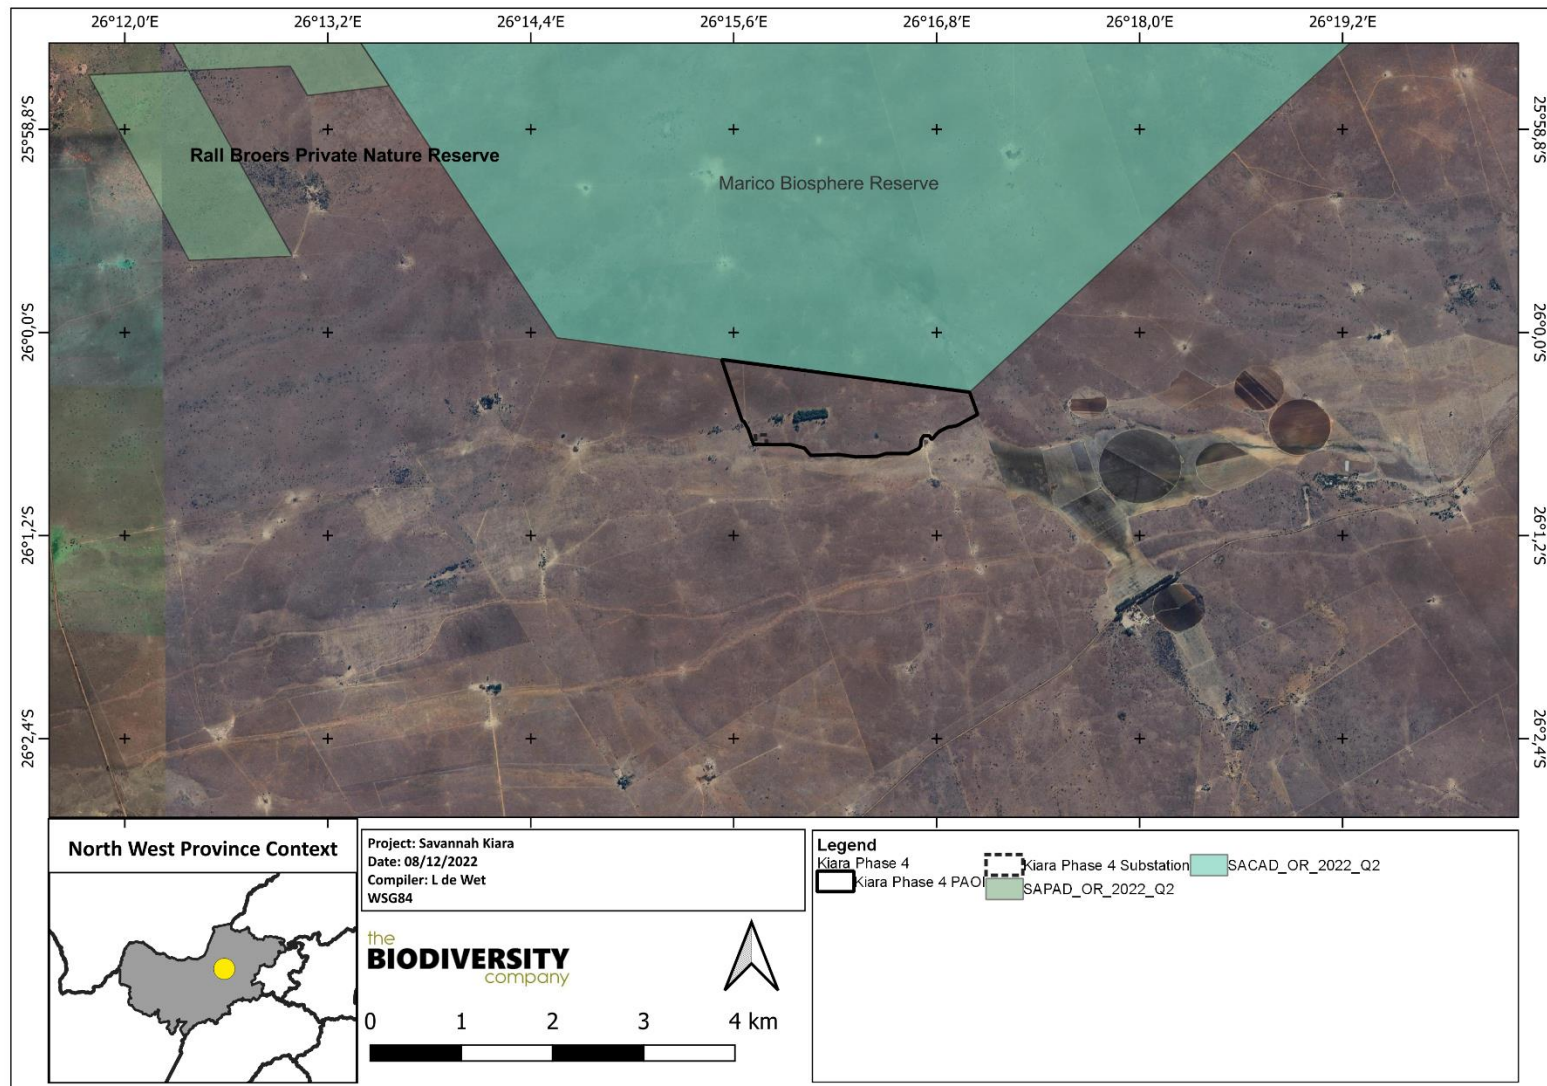 26°12,0'E 26°13,2'E 26°14,4'E 26°15,6'E 26°16,8'E 26°18,0'E 26°19,2'E
25°58,8'S 25°58,8'S
Rall Broers Private Nature Reserve
Marico Biosphere Reserve
26°0,0'S 26°0,0'S
26°1,2'S 26°1,2'S
26°2,4'S 26°2,4'S
North West Province Context
Project: Savannah Kiara
Date: 08/12/2022
Compiler: L de Wet
WSG84
the
BIODIVERSITY
company
0 1 2 3 4 km
Legend
Kiara Phase 4
Kiara Phase 4 PAOI
Kiara Phase 4 Substation
SAPAD_OR_2022_Q2
SACAD_OR_2022_Q2